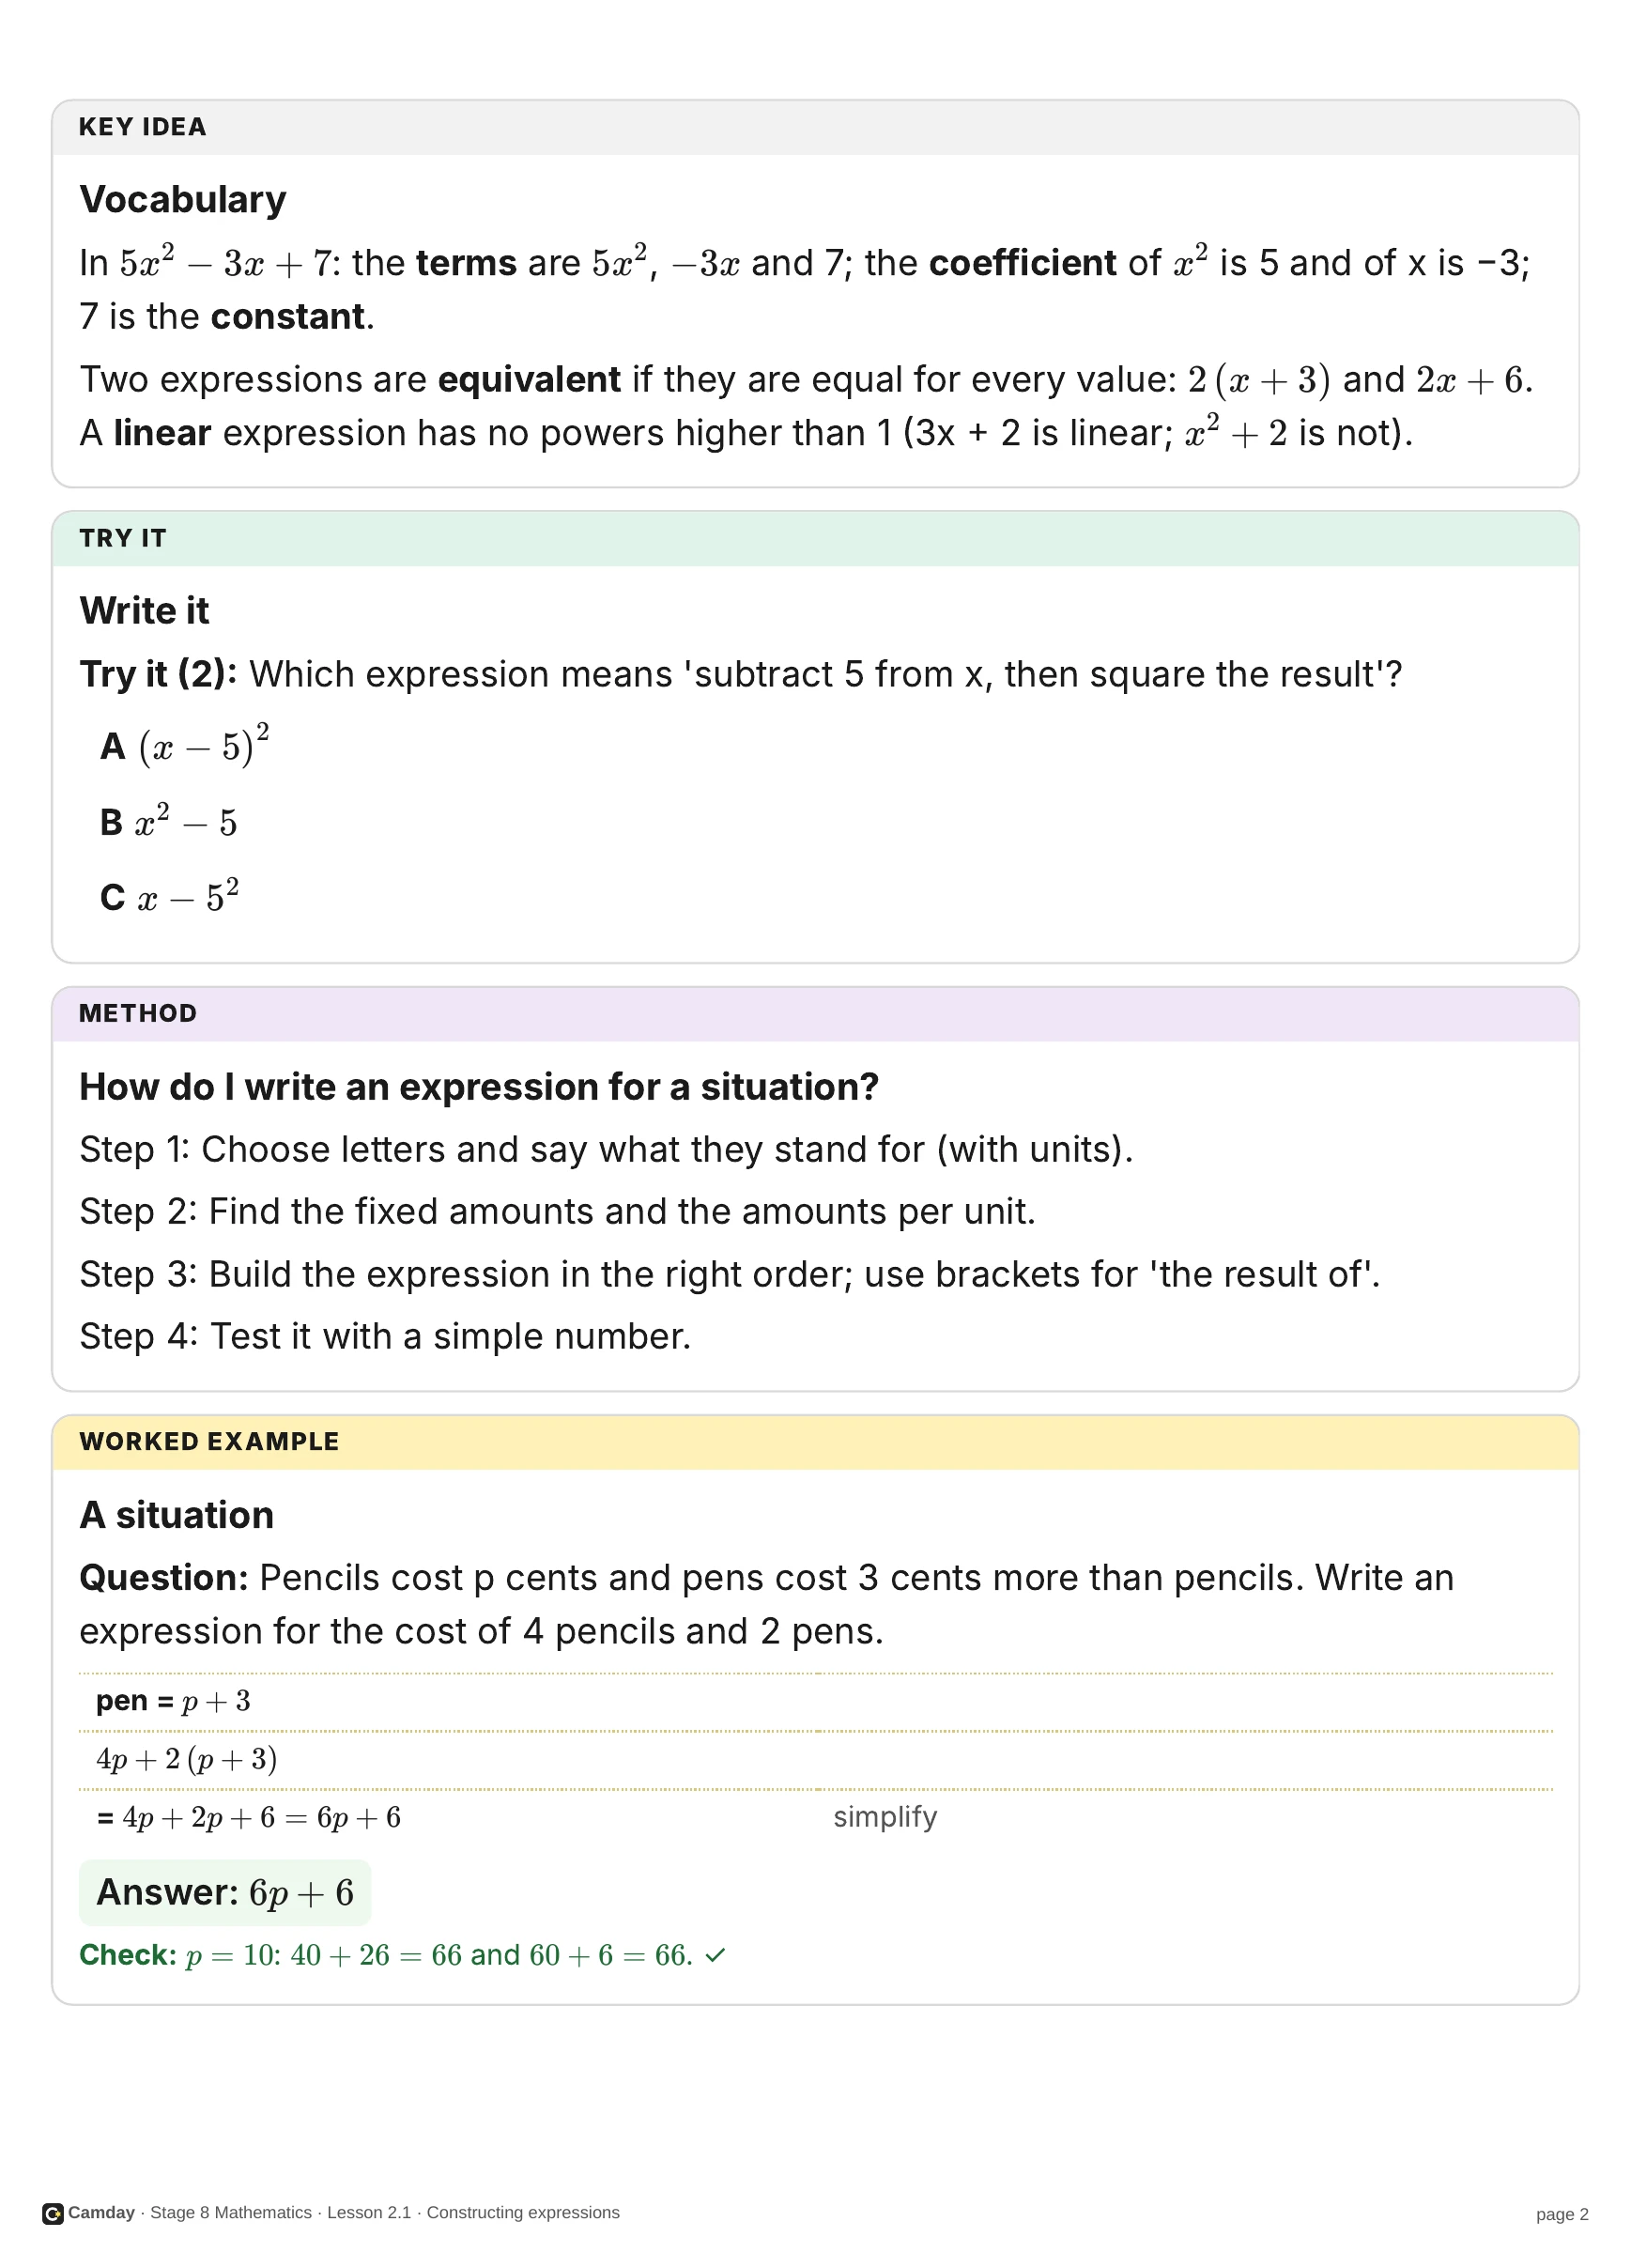 KEY IDEA
Vocabulary
In 5x² − 3x + 7: the terms are 5x², −3x and 7; the coefficient of x² is 5 and of x is −3;
7 is the constant.
Two expressions are equivalent if they are equal for every value: 2 (x + 3) and 2x + 6.
A linear expression has no powers higher than 1 (3x + 2 is linear; x² + 2 is not).
TRY IT
Write it
Try it (2): Which expression means 'subtract 5 from x, then square the result'?
A (x − 5)²
B x² − 5
C x − 5²
METHOD
How do I write an expression for a situation?
Step 1: Choose letters and say what they stand for (with units).
Step 2: Find the fixed amounts and the amounts per unit.
Step 3: Build the expression in the right order; use brackets for 'the result of'.
Step 4: Test it with a simple number.
WORKED EXAMPLE
A situation
Question: Pencils cost p cents and pens cost 3 cents more than pencils. Write an
expression for the cost of 4 pencils and 2 pens.
pen = p + 3
4p + 2 (p + 3)
= 4p + 2p + 6 = 6p + 6 simplify
Answer: 6p + 6
Check: p = 10: 40 + 26 = 66 and 60 + 6 = 66. ✓
Camday · Stage 8 Mathematics · Lesson 2.1 · Constructing expressions page 2